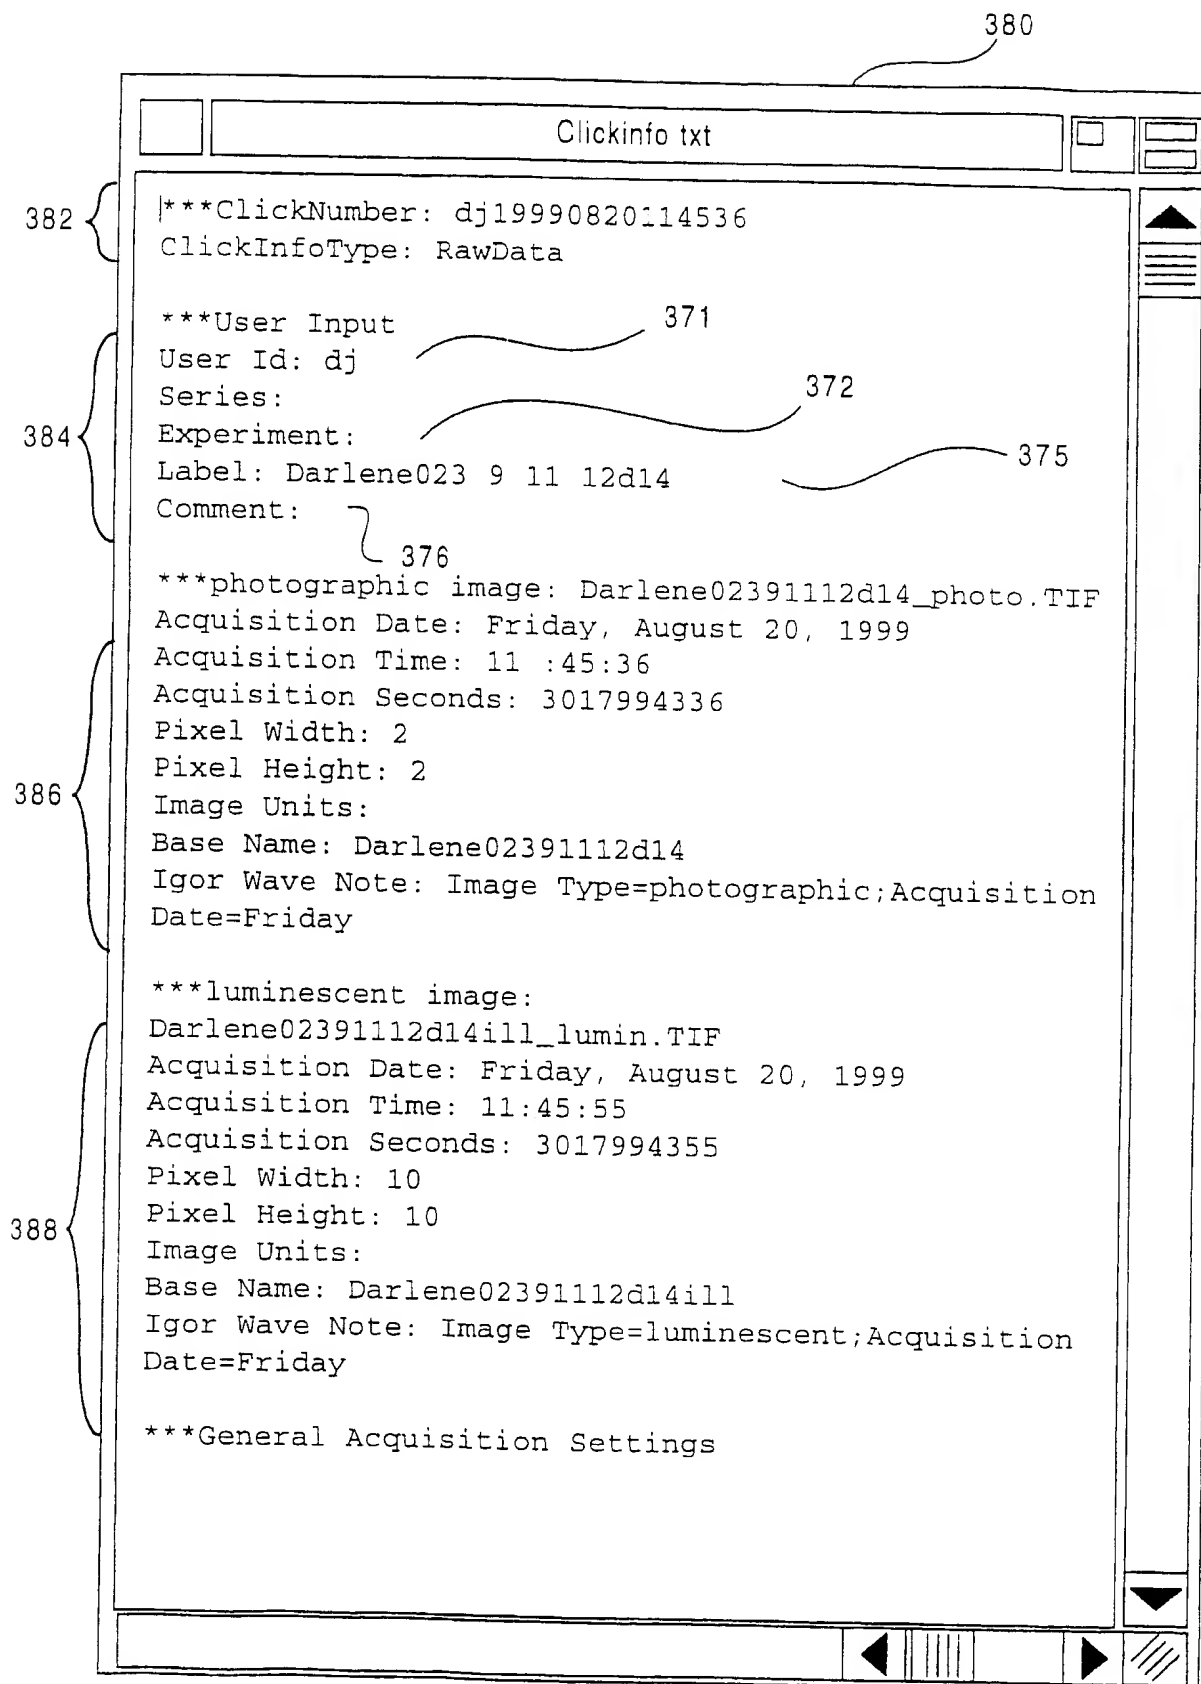 380
Clickinfo txt
382
***ClickNumber: dj19990820114536
ClickInfoType: RawData
***User Input
371
User Id: dj
Series:
372
384
Experiment:
Label: Darlene023 9 11 12d14
375
Comment:
376
***photographic image: Darlene02391112d14_photo.TIF
Acquisition Date: Friday, August 20, 1999
Acquisition Time: 11 :45:36
Acquisition Seconds: 3017994336
Pixel Width: 2
Pixel Height: 2
386
Image Units:
Base Name: Darlene02391112d14
Igor Wave Note: Image Type=photographic;Acquisition
Date=Friday
***luminescent image:
Darlene02391112d14ill_lumin.TIF
Acquisition Date: Friday, August 20, 1999
Acquisition Time: 11:45:55
Acquisition Seconds: 3017994355
Pixel Width: 10
Pixel Height: 10
388
Image Units:
Base Name: Darlene02391112d14ill
Igor Wave Note: Image Type=luminescent;Acquisition
Date=Friday
***General Acquisition Settings